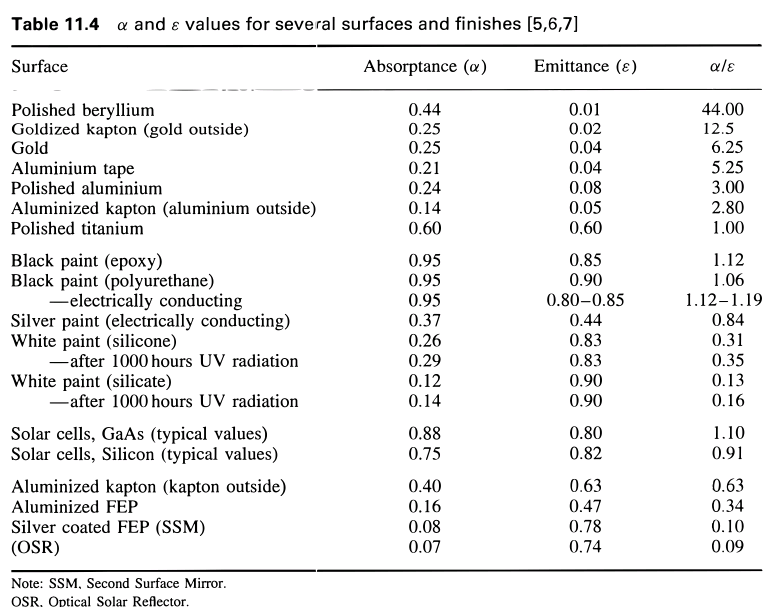 Table 11.4 α and ε values for several surfaces and finishes [5,6,7]
Surface Absorptance (α) Emittance (ε) α/ε
Polished beryllium 0.44 0.01 44.00
Goldized kapton (gold outside) 0.25 0.02 12.5
Gold 0.25 0.04 6.25
Aluminium tape 0.21 0.04 5.25
Polished aluminium 0.24 0.08 3.00
Aluminized kapton (aluminium outside) 0.14 0.05 2.80
Polished titanium 0.60 0.60 1.00
Black paint (epoxy) 0.95 0.85 1.12
Black paint (polyurethane) 0.95 0.90 1.06
—electrically conducting 0.95 0.80–0.85 1.12–1.19
Silver paint (electrically conducting) 0.37 0.44 0.84
White paint (silicone) 0.26 0.83 0.31
—after 1000 hours UV radiation 0.29 0.83 0.35
White paint (silicate) 0.12 0.90 0.13
—after 1000 hours UV radiation 0.14 0.90 0.16
Solar cells, GaAs (typical values) 0.88 0.80 1.10
Solar cells, Silicon (typical values) 0.75 0.82 0.91
Aluminized kapton (kapton outside) 0.40 0.63 0.63
Aluminized FEP 0.16 0.47 0.34
Silver coated FEP (SSM) 0.08 0.78 0.10
(OSR) 0.07 0.74 0.09
Note: SSM, Second Surface Mirror.
OSR, Optical Solar Reflector.